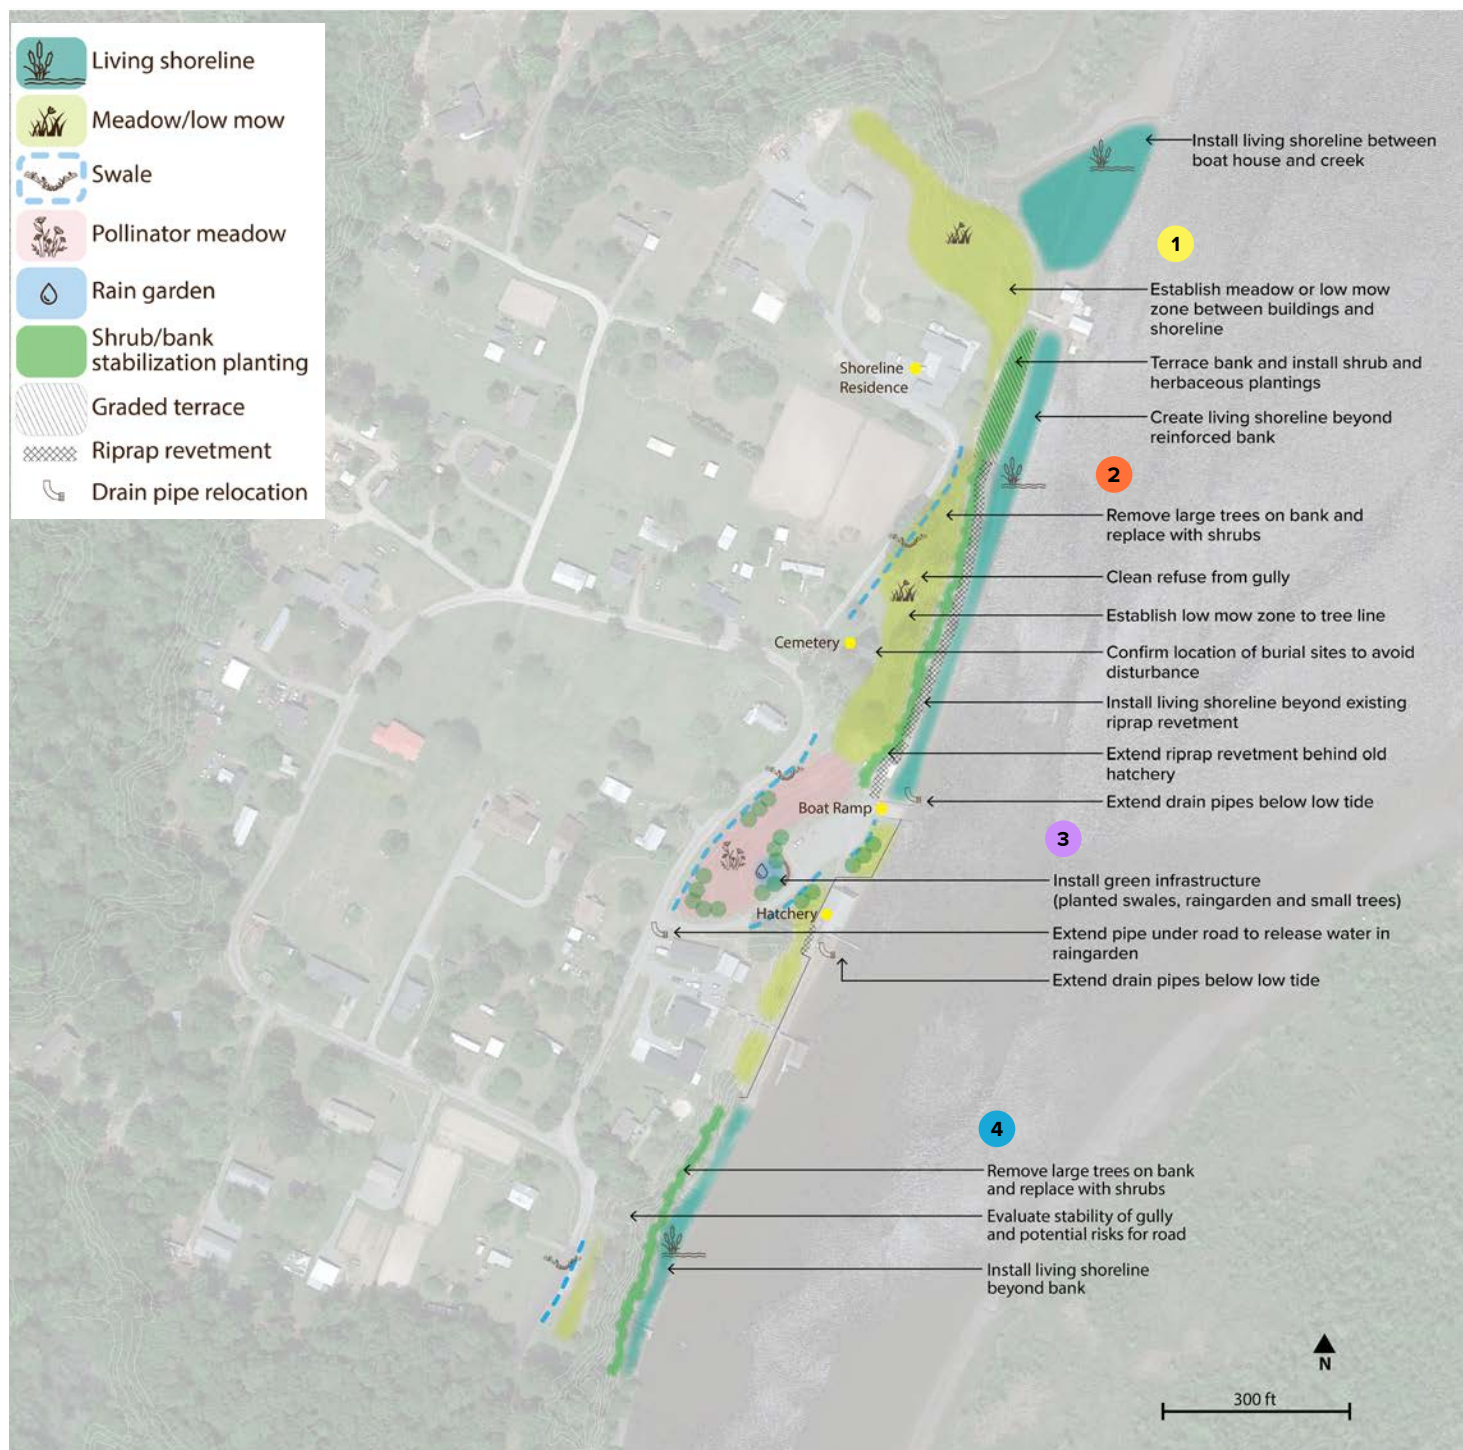 Living shoreline
Meadow/low mow
Swale
Pollinator meadow
Rain garden
Shrub/bank
stabilization planting
Graded terrace
Riprap revetment
Drain pipe relocation
Install living shoreline between
boat house and creek
1
Establish meadow or low mow
zone between buildings and
shoreline
Terrace bank and install shrub and
herbaceous plantings
Create living shoreline beyond
reinforced bank
Shoreline
Residence
2
Remove large trees on bank and
replace with shrubs
Clean refuse from gully
Establish low mow zone to tree line
Confirm location of burial sites to avoid
disturbance
Install living shoreline beyond existing
riprap revetment
Extend riprap revetment behind old
hatchery
Extend drain pipes below low tide
Cemetery
Boat Ramp
3
Install green infrastructure
(planted swales, raingarden and small trees)
Extend pipe under road to release water in
raingarden
Extend drain pipes below low tide
Hatchery
4
Remove large trees on bank
and replace with shrubs
Evaluate stability of gully
and potential risks for road
Install living shoreline
beyond bank
N
300 ft